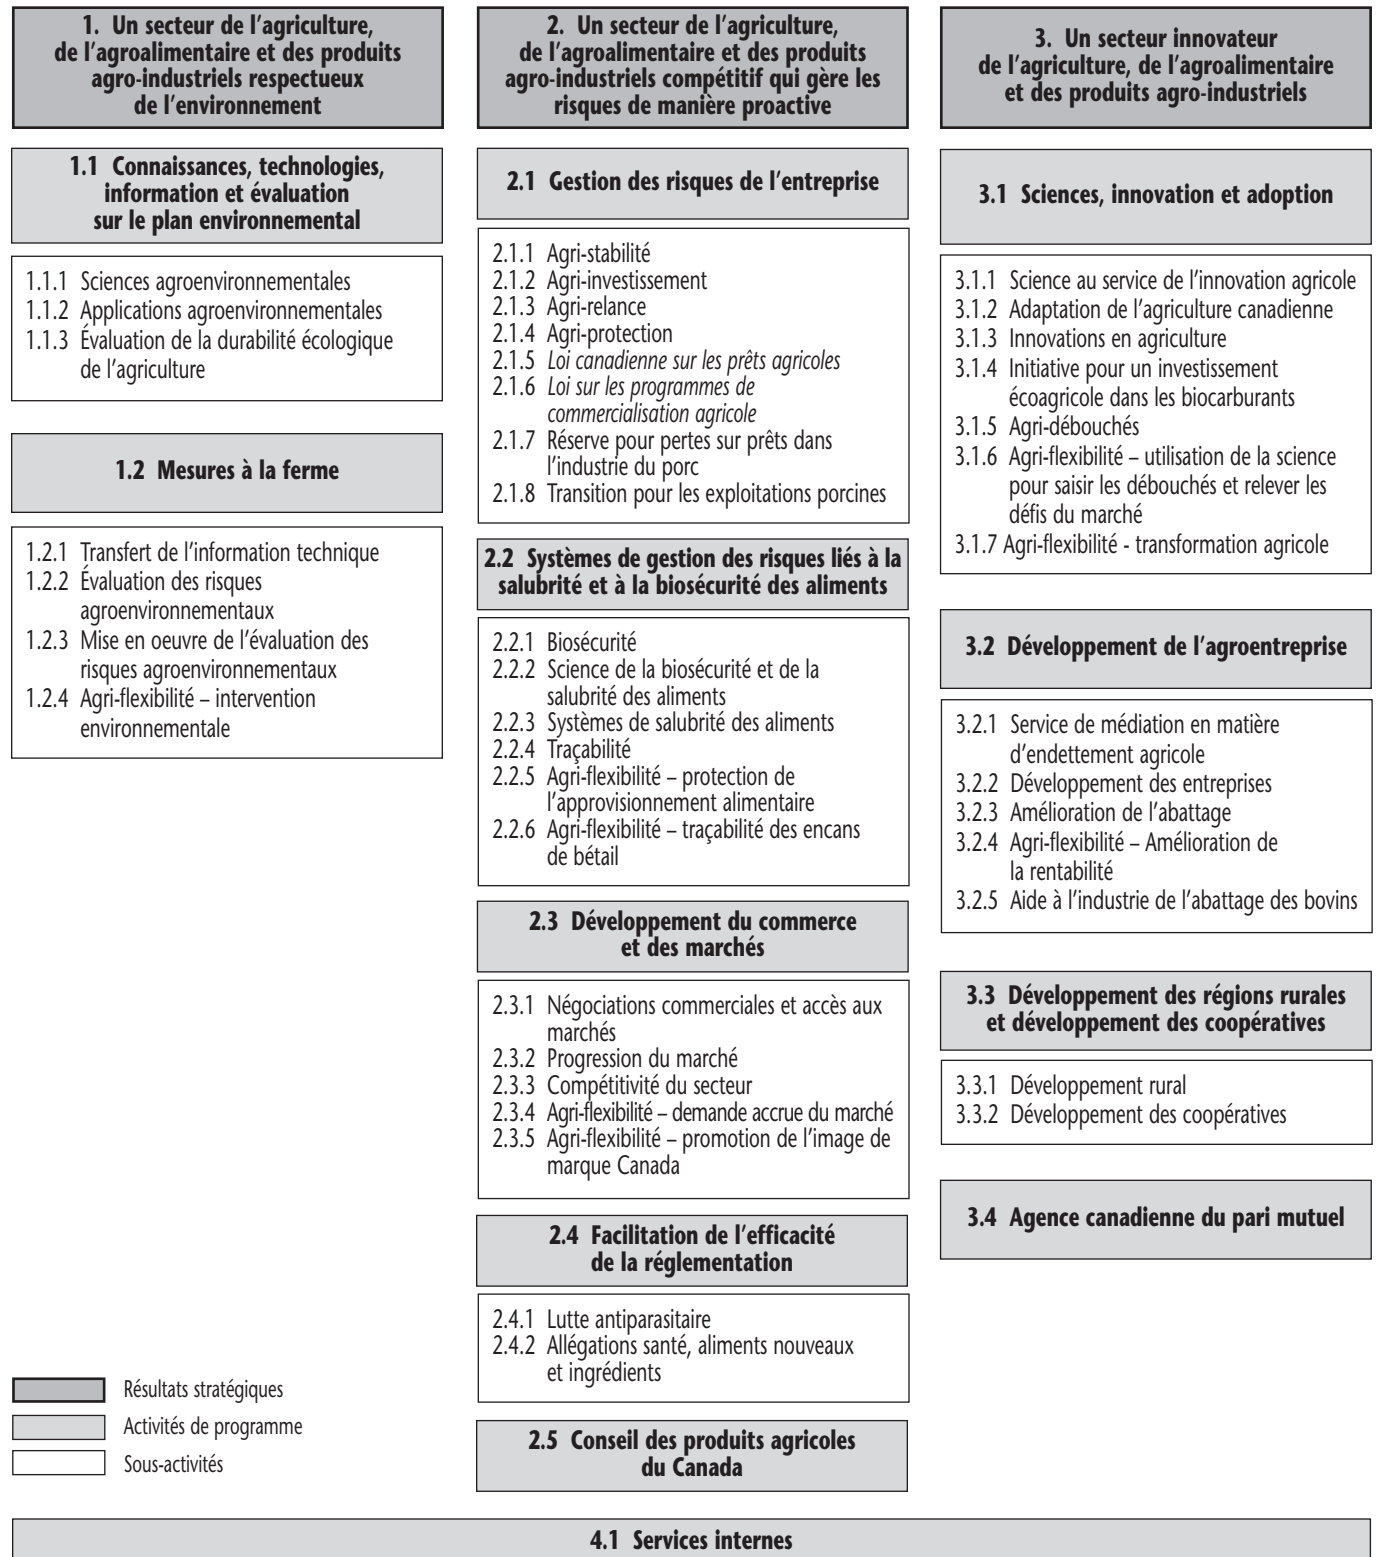 1. Un secteur de l'agriculture,
de l'agroalimentaire et des produits
agro-industriels respectueux
de l'environnement
1.1 Connaissances, technologies,
information et évaluation
sur le plan environnemental
1.1.1 Sciences agroenvironnementales
1.1.2 Applications agroenvironnementales
1.1.3 Évaluation de la durabilité écologique
de l'agriculture
1.2 Mesures à la ferme
1.2.1 Transfert de l'information technique
1.2.2 Évaluation des risques
agroenvironnementaux
1.2.3 Mise en oeuvre de l'évaluation des
risques agroenvironnementaux
1.2.4 Agri-flexibilité – intervention
environnementale
2. Un secteur de l'agriculture,
de l'agroalimentaire et des produits
agro-industriels compétitif qui gère les
risques de manière proactive
2.1 Gestion des risques de l'entreprise
2.1.1 Agri-stabilité
2.1.2 Agri-investissement
2.1.3 Agri-relance
2.1.4 Agri-protection
2.1.5 Loi canadienne sur les prêts agricoles
2.1.6 Loi sur les programmes de
commercialisation agricole
2.1.7 Réserve pour pertes sur prêts dans
l'industrie du porc
2.1.8 Transition pour les exploitations porcines
2.2 Systèmes de gestion des risques liés à la
salubrité et à la biosécurité des aliments
2.2.1 Biosécurité
2.2.2 Science de la biosécurité et de la
salubrité des aliments
2.2.3 Systèmes de salubrité des aliments
2.2.4 Traçabilité
2.2.5 Agri-flexibilité – protection de
l'approvisionnement alimentaire
2.2.6 Agri-flexibilité – traçabilité des encans
de bétail
2.3 Développement du commerce
et des marchés
2.3.1 Négociations commerciales et accès aux
marchés
2.3.2 Progression du marché
2.3.3 Compétitivité du secteur
2.3.4 Agri-flexibilité – demande accrue du marché
2.3.5 Agri-flexibilité – promotion de l'image de
marque Canada
2.4 Facilitation de l'efficacité
de la réglementation
2.4.1 Lutte antiparasitaire
2.4.2 Allégations santé, aliments nouveaux
et ingrédients
2.5 Conseil des produits agricoles
du Canada
3. Un secteur innovateur
de l'agriculture, de l'agroalimentaire
et des produits agro-industriels
3.1 Sciences, innovation et adoption
3.1.1 Science au service de l'innovation agricole
3.1.2 Adaptation de l'agriculture canadienne
3.1.3 Innovations en agriculture
3.1.4 Initiative pour un investissement
écoagricole dans les biocarburants
3.1.5 Agri-débouchés
3.1.6 Agri-flexibilité – utilisation de la science
pour saisir les débouchés et relever les
défis du marché
3.1.7 Agri-flexibilité - transformation agricole
3.2 Développement de l'agroentreprise
3.2.1 Service de médiation en matière
d'endettement agricole
3.2.2 Développement des entreprises
3.2.3 Amélioration de l'abattage
3.2.4 Agri-flexibilité – Amélioration de
la rentabilité
3.2.5 Aide à l'industrie de l'abattage des bovins
3.3 Développement des régions rurales
et développement des coopératives
3.3.1 Développement rural
3.3.2 Développement des coopératives
3.4 Agence canadienne du pari mutuel
Résultats stratégiques
Activités de programme
Sous-activités
4.1 Services internes